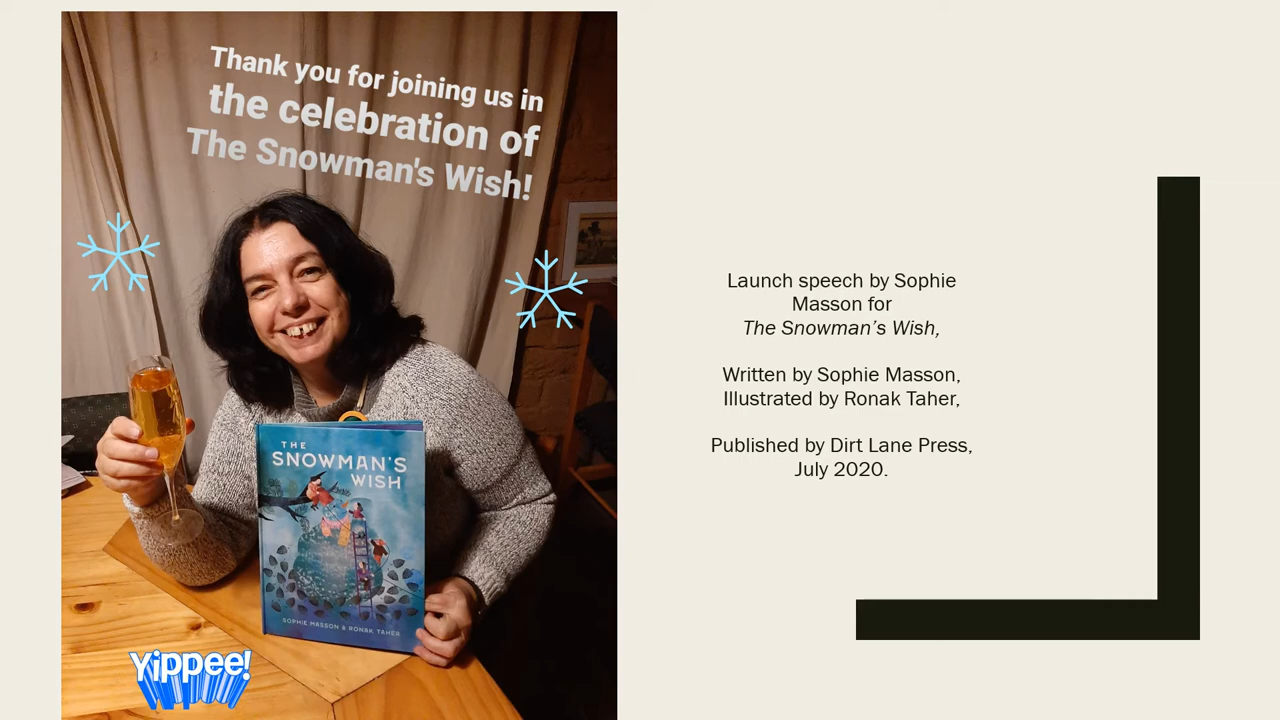 Thank you for joining us in
the celebration of
The Snowman's Wish!
THE
SNOWMAN'S
WISH
SOPHIE MASSON & RONAK TAHER
Yippee!
Launch speech by Sophie
Masson for
The Snowman’s Wish,
Written by Sophie Masson,
Illustrated by Ronak Taher,
Published by Dirt Lane Press,
July 2020.